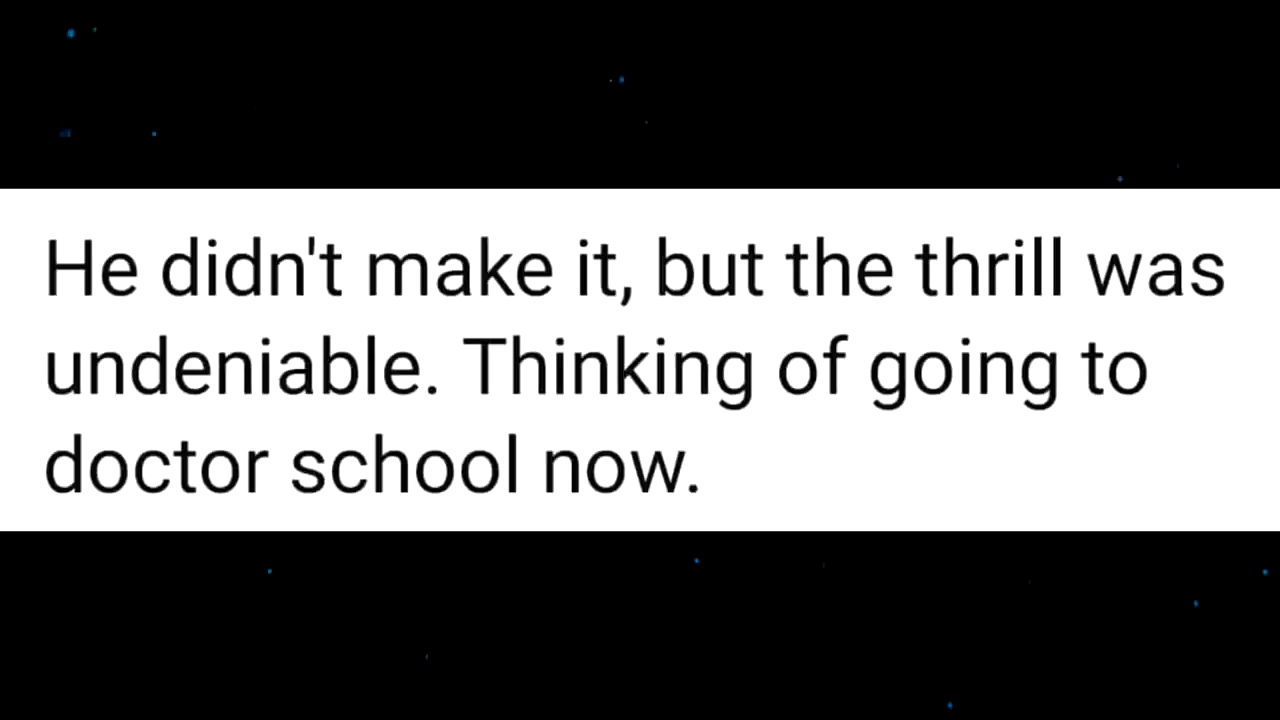 He didn't make it, but the thrill was
undeniable. Thinking of going to
doctor school now.